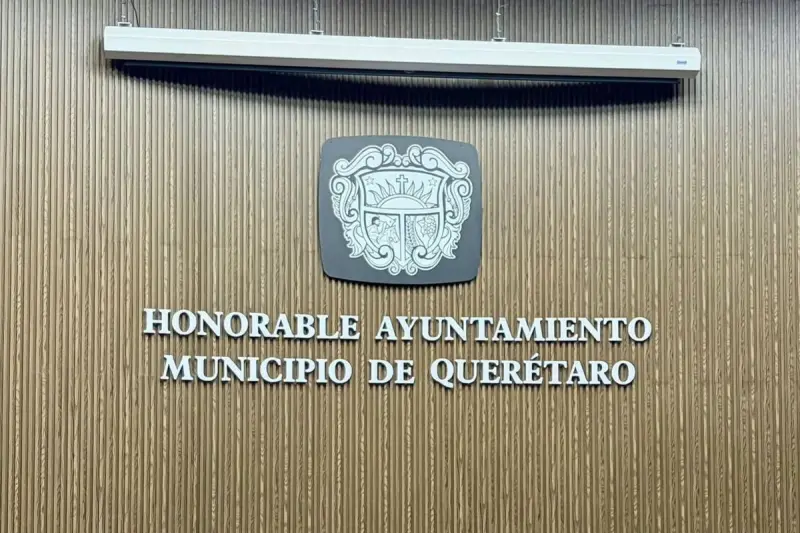 HONORABLE AYUNTAMIENTO
MUNICIPIO DE QUERÉTARO